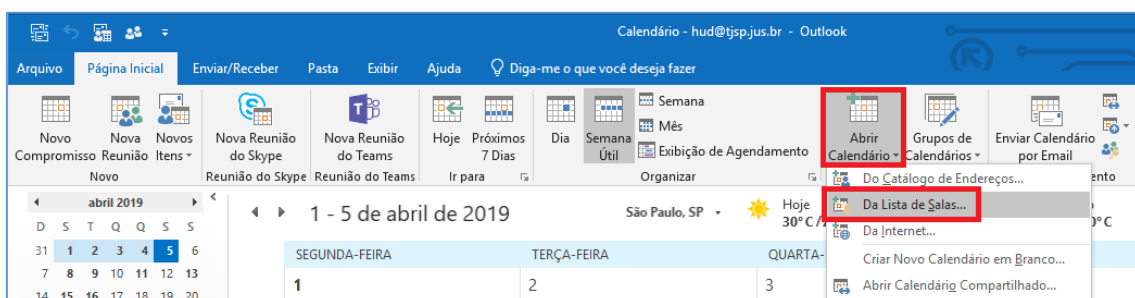 Calendário - hud@tjsp.jus.br - Outlook
Arquivo Página Inicial Enviar/Receber Pasta Exibir Ajuda Diga-me o que você deseja fazer
Novo Compromisso
Nova Reunião
Novos Itens
Novo
Nova Reunião do Skype
Reunião do Skype
Nova Reunião do Teams
Reunião do Teams
Hoje
Próximos 7 Dias
Ir para
Dia
Semana Útil
Semana
Mês
Exibição de Agendamento
Organizar
Abrir Calendário
Grupos de Calendários
Enviar Calendário por Email
ento
Do Catálogo de Endereços...
Da Lista de Salas...
Da Internet...
Criar Novo Calendário em Branco...
Abrir Calendário Compartilhado...
abril 2019
D S T Q Q S S
31 1 2 3 4 5 6
7 8 9 10 11 12 13
14 15 16 17 18 19 20
1 - 5 de abril de 2019
São Paulo, SP
Hoje
30° C /
0° C
SEGUNDA-FEIRA TERÇA-FEIRA QUARTA-
1 2 3